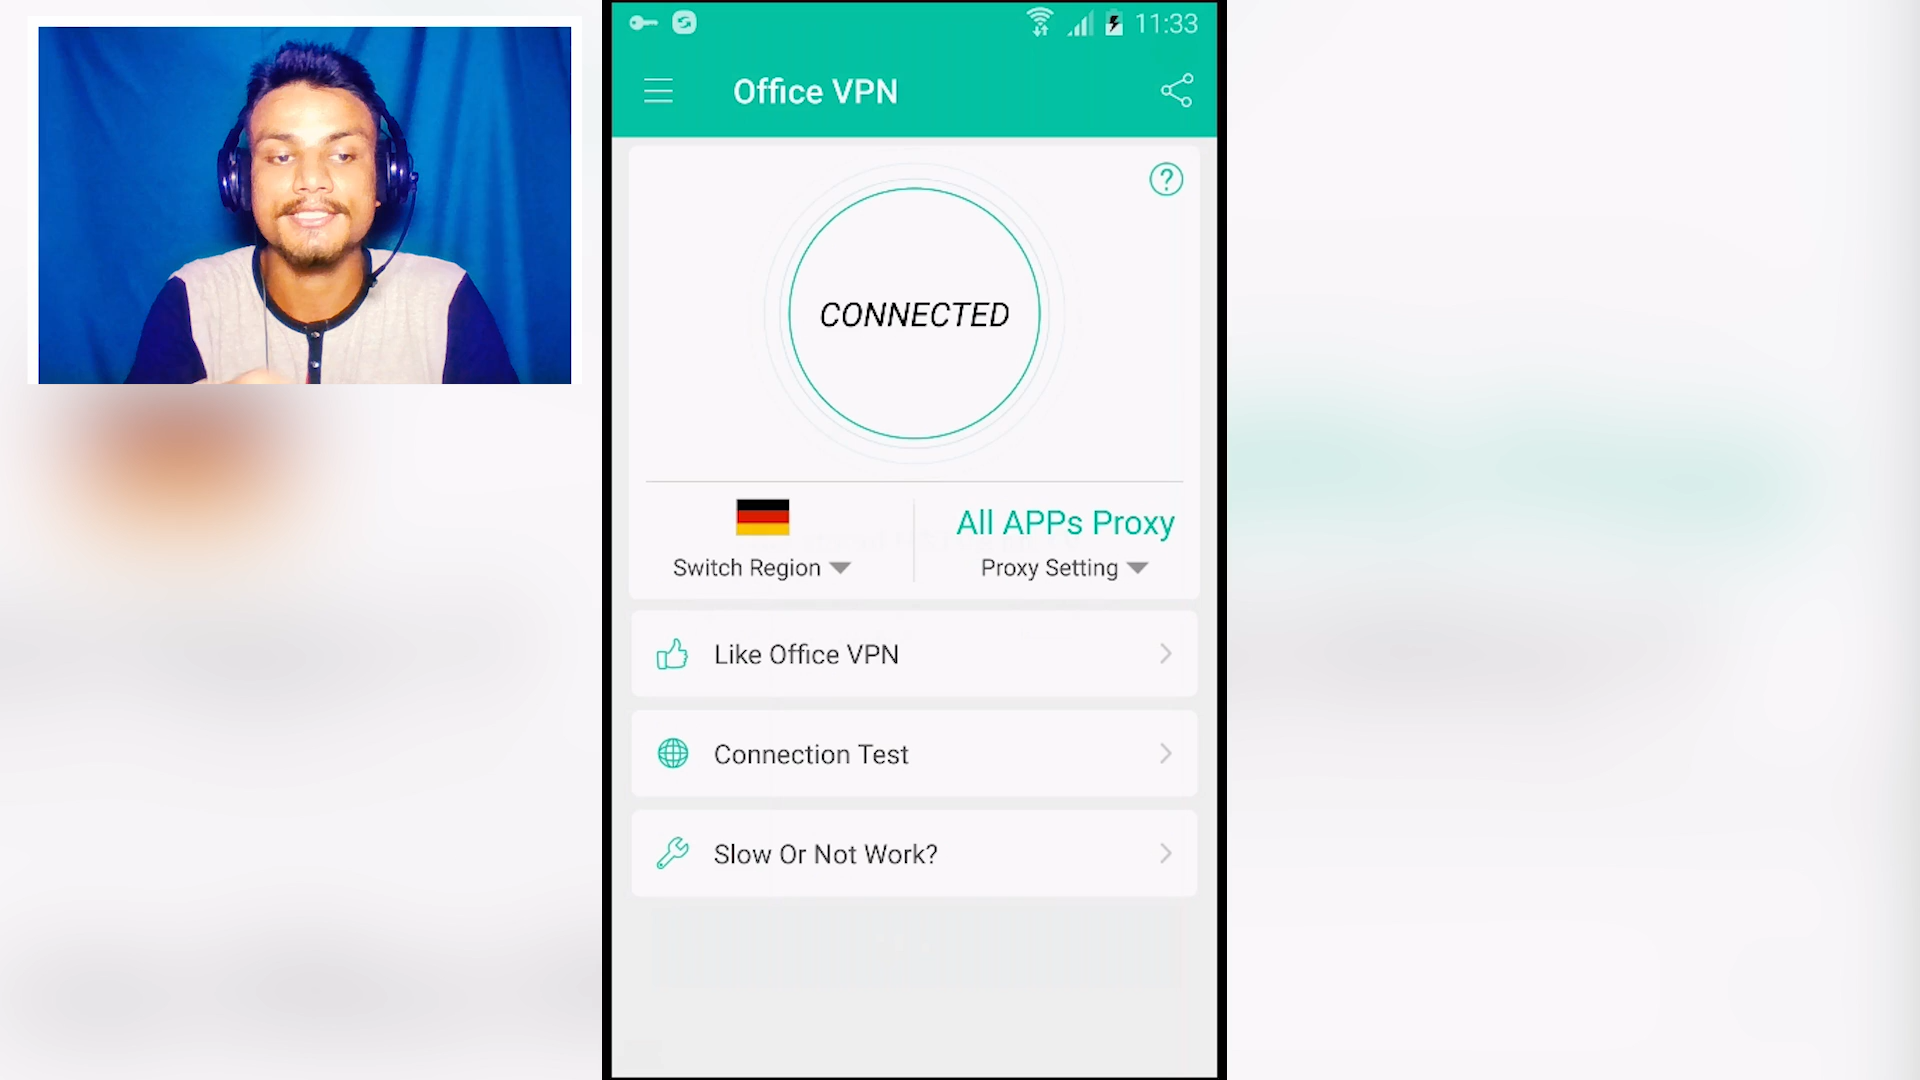 11:33
Office VPN
?
CONNECTED
Switch Region
All APPs Proxy
Proxy Setting
Like Office VPN
Connection Test
Slow Or Not Work?